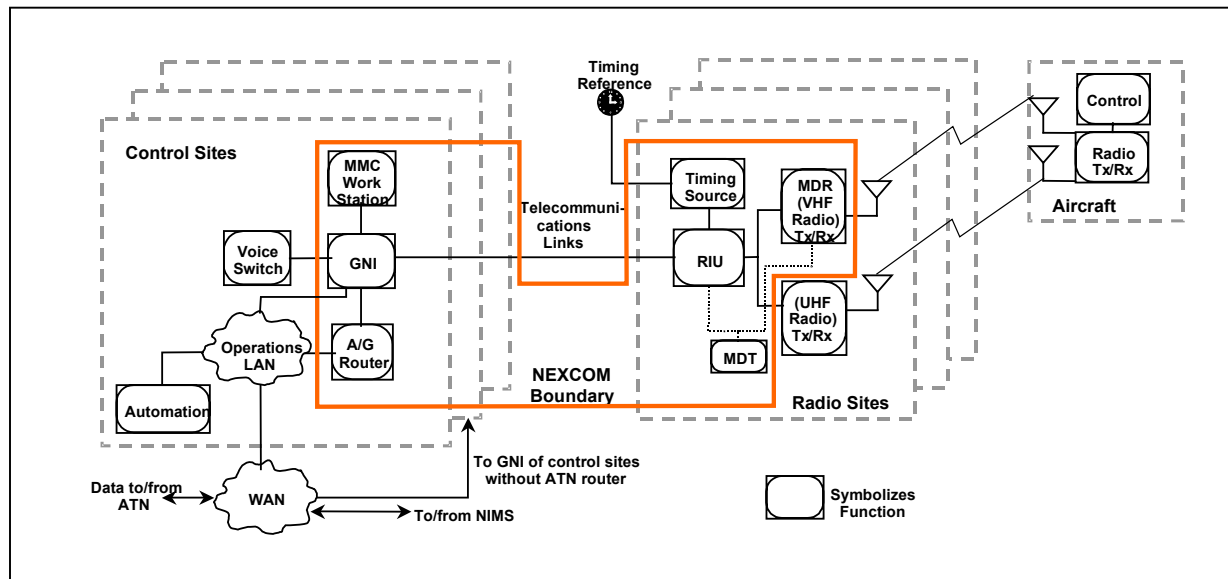 Control Sites
MMC
Work
Station
Voice
Switch
GNI
A/G
Router
Operations
LAN
Automation
WAN
Data to/from
ATN
To/from NIMS
To GNI of control sites
without ATN router
Telecommuni-
cations
Links
NEXCOM
Boundary
Timing
Reference
Timing
Source
RIU
MDR
(VHF
Radio)
Tx/Rx
(UHF
Radio)
Tx/Rx
MDT
Radio Sites
Control
Radio
Tx/Rx
Aircraft
Symbolizes
Function